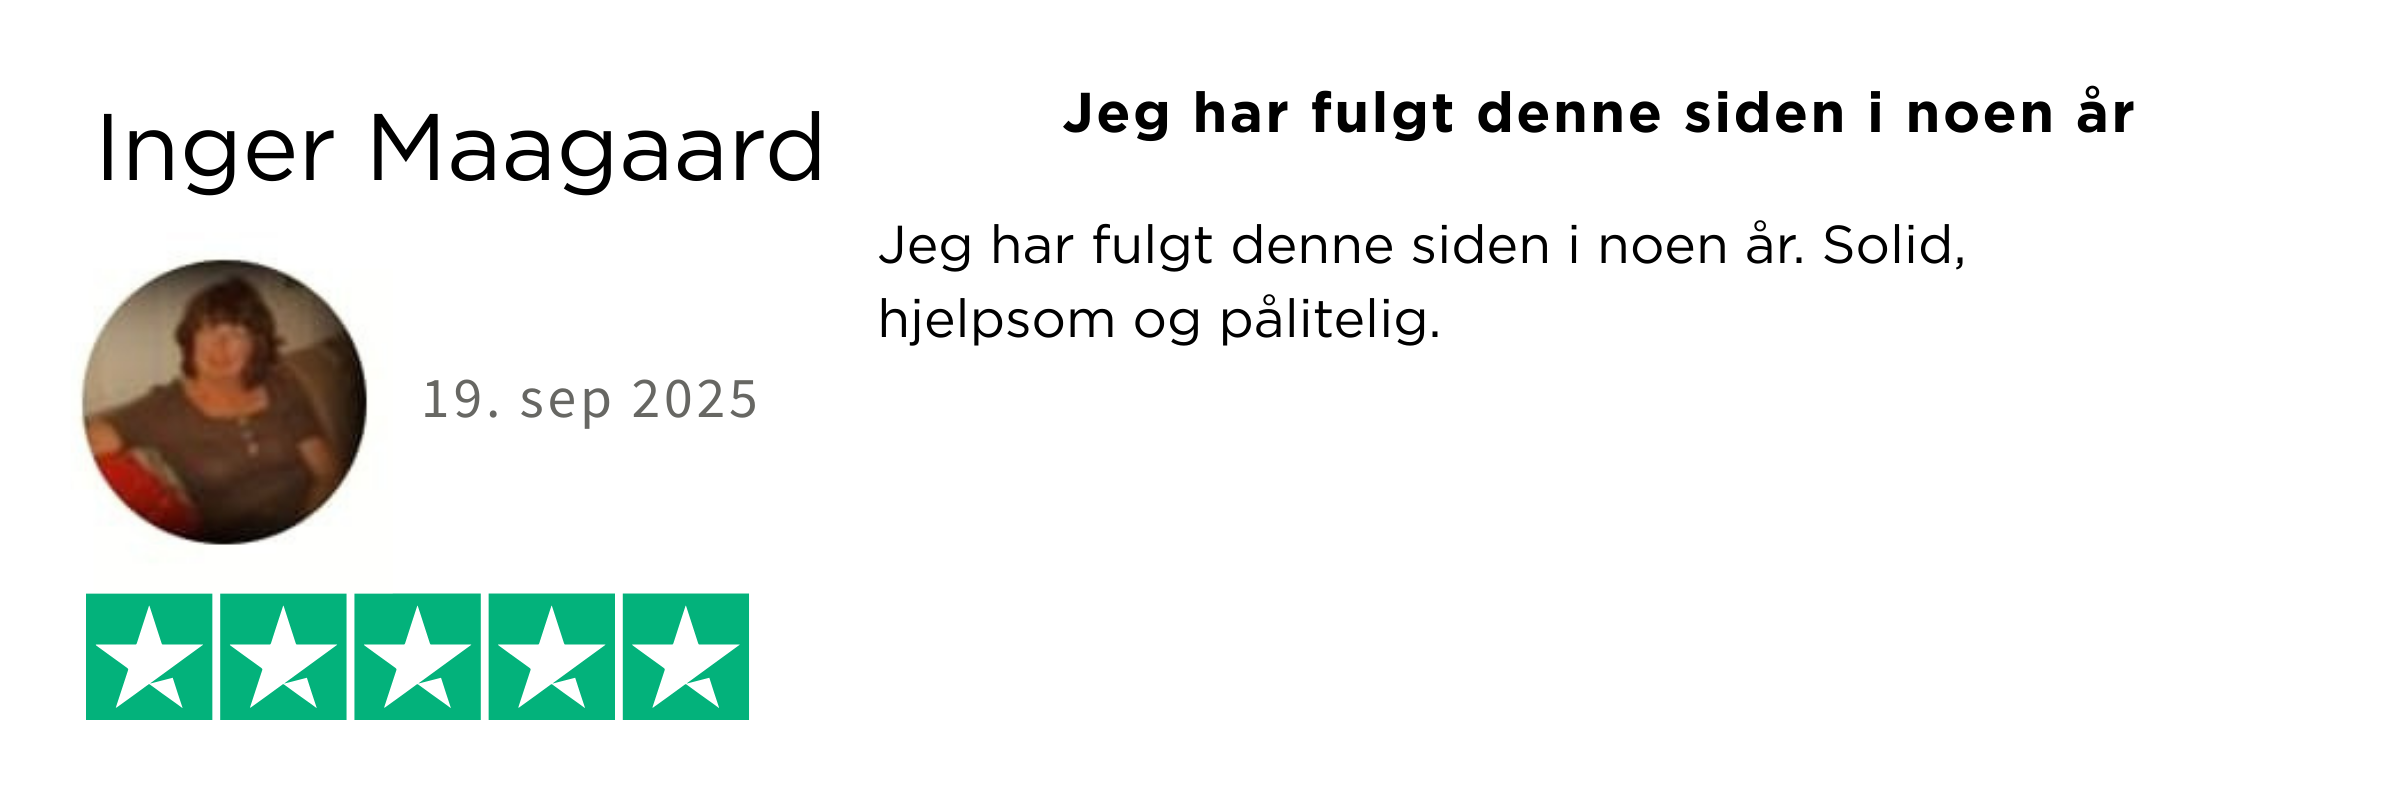 Inger Maagaard
19. sep 2025
Jeg har fulgt denne siden i noen år
Jeg har fulgt denne siden i noen år. Solid,
hjelpsom og pålitelig.